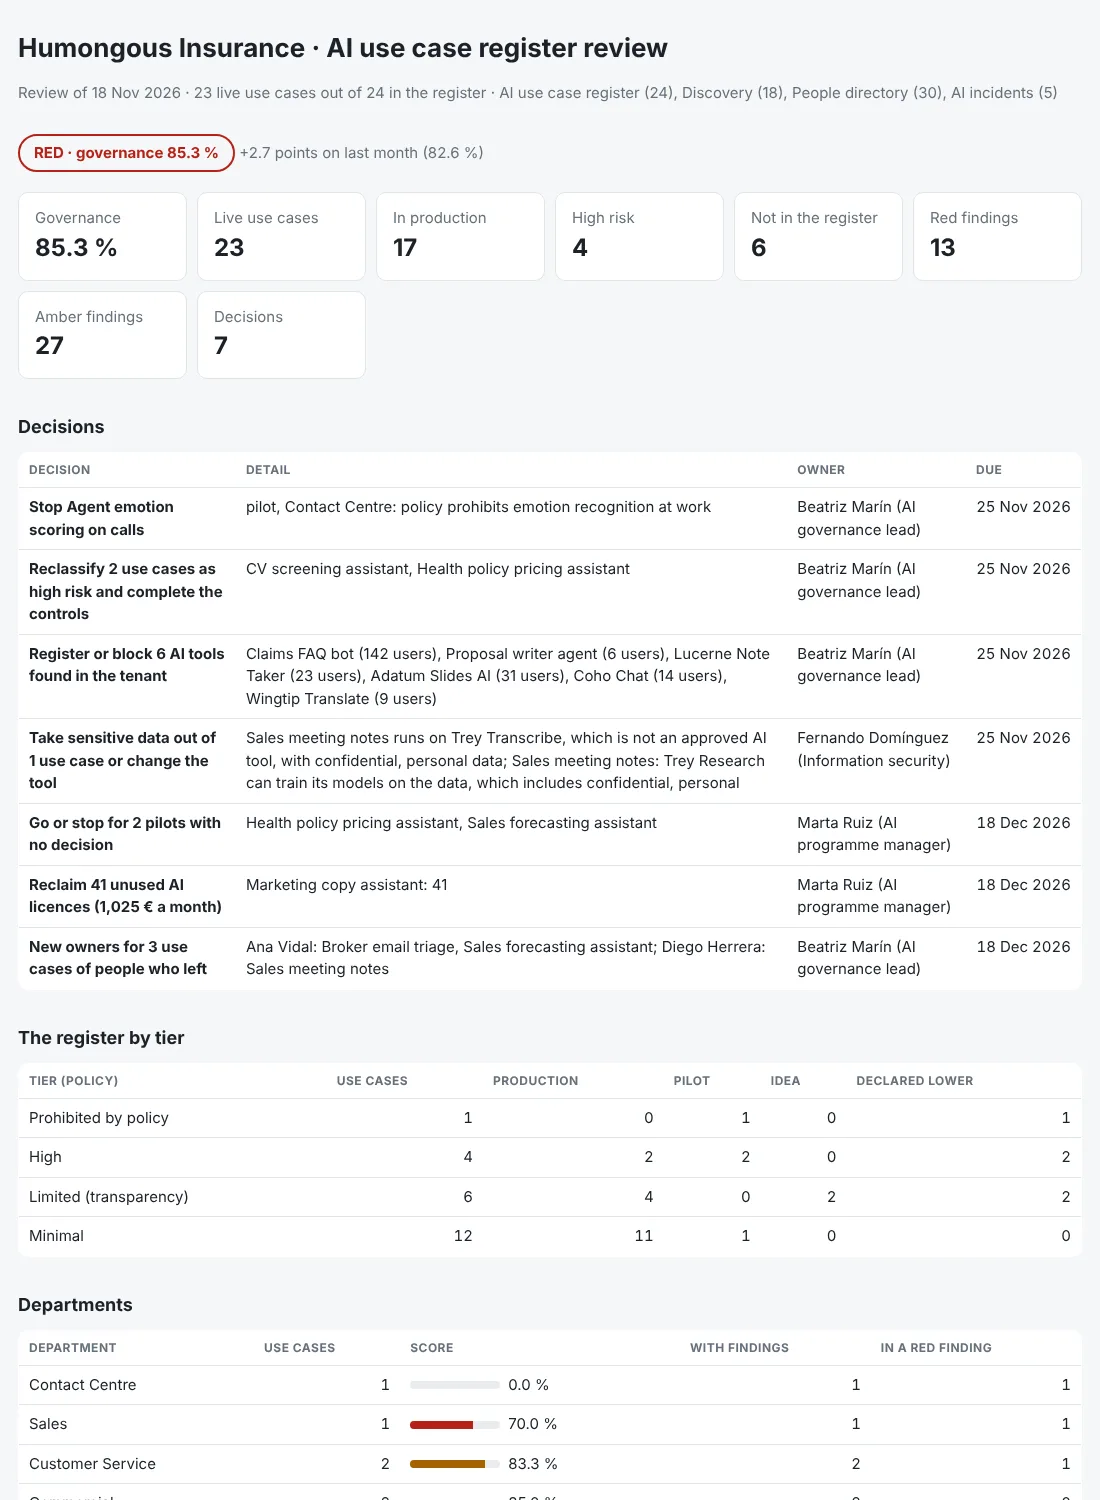 Humongous Insurance · AI use case register review
Review of 18 Nov 2026 · 23 live use cases out of 24 in the register · AI use case register (24), Discovery (18), People directory (30), AI incidents (5)
RED · governance 85.3 % +2.7 points on last month (82.6 %)
Governance Live use cases In production High risk Not in the register Red findings
85.3 % 23 17 4 6 13
Amber findings Decisions
27 7
Decisions
DECISION DETAIL OWNER DUE
Stop Agent emotion pilot, Contact Centre: policy prohibits emotion recognition at work Beatriz Marín (AI 25 Nov 2026
scoring on calls governance lead)
Reclassify 2 use cases as CV screening assistant, Health policy pricing assistant Beatriz Marín (AI 25 Nov 2026
high risk and complete the governance lead)
controls
Register or block 6 AI tools Claims FAQ bot (142 users), Proposal writer agent (6 users), Lucerne Note Beatriz Marín (AI 25 Nov 2026
found in the tenant Taker (23 users), Adatum Slides AI (31 users), Coho Chat (14 users), governance lead)
Wingtip Translate (9 users)
Take sensitive data out of Sales meeting notes runs on Trey Transcribe, which is not an approved AI Fernando Domínguez 25 Nov 2026
1 use case or change the tool, with confidential, personal data; Sales meeting notes: Trey Research (Information security)
tool can train its models on the data, which includes confidential, personal
Go or stop for 2 pilots with Health policy pricing assistant, Sales forecasting assistant Marta Ruiz (AI 18 Dec 2026
no decision programme manager)
Reclaim 41 unused AI Marketing copy assistant: 41 Marta Ruiz (AI 18 Dec 2026
licences (1,025 € a month) programme manager)
New owners for 3 use Ana Vidal: Broker email triage, Sales forecasting assistant; Diego Herrera: Beatriz Marín (AI 18 Dec 2026
cases of people who left Sales meeting notes governance lead)
The register by tier
TIER (POLICY) USE CASES PRODUCTION PILOT IDEA DECLARED LOWER
Prohibited by policy 1 0 1 0 1
High 4 2 2 0 2
Limited (transparency) 6 4 0 2 2
Minimal 12 11 1 0 0
Departments
DEPARTMENT USE CASES SCORE WITH FINDINGS IN A RED FINDING
Contact Centre 1 0.0 % 1 1
Sales 1 70.0 % 1 1
Customer Service 2 83.3 % 2 1